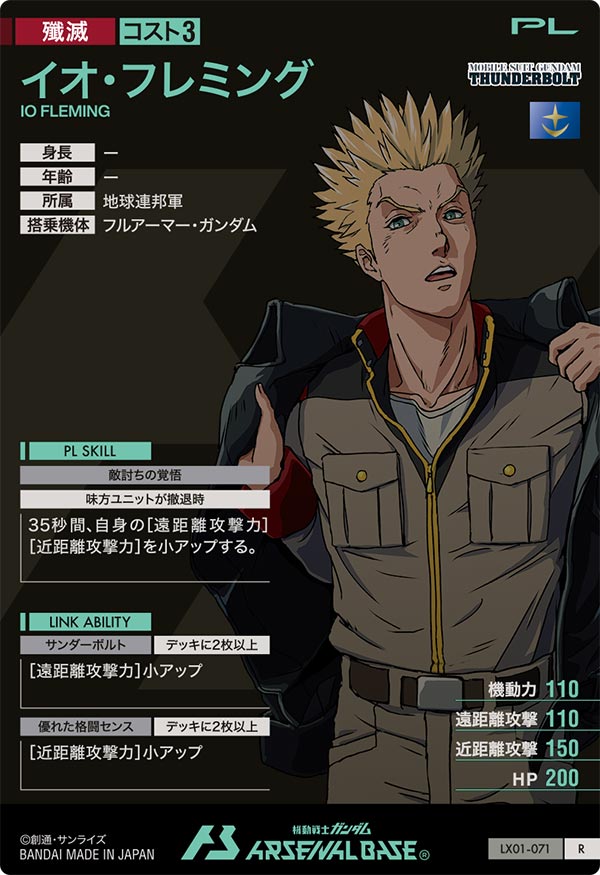 殲滅 コスト3
PL
イオ・フレミング
IO FLEMING
MOBILE SUIT GUNDAM
THUNDERBOLT
身長 ー
年齢 ー
所属 地球連邦軍
搭乗機体 フルアーマー・ガンダム
PL SKILL
敵討ちの覚悟
味方ユニットが撤退時
35秒間、自身の[遠距離攻撃力]
[近距離攻撃力]を小アップする。
LINK ABILITY
サンダーボルト デッキに2枚以上
[遠距離攻撃力]小アップ
優れた格闘センス デッキに2枚以上
[近距離攻撃力]小アップ
機動力 110
遠距離攻撃 110
近距離攻撃 150
HP 200
©創通・サンライズ
BANDAI MADE IN JAPAN
AB 機動戦士ガンダム
ARSENAL BASE®
LX01-071 R